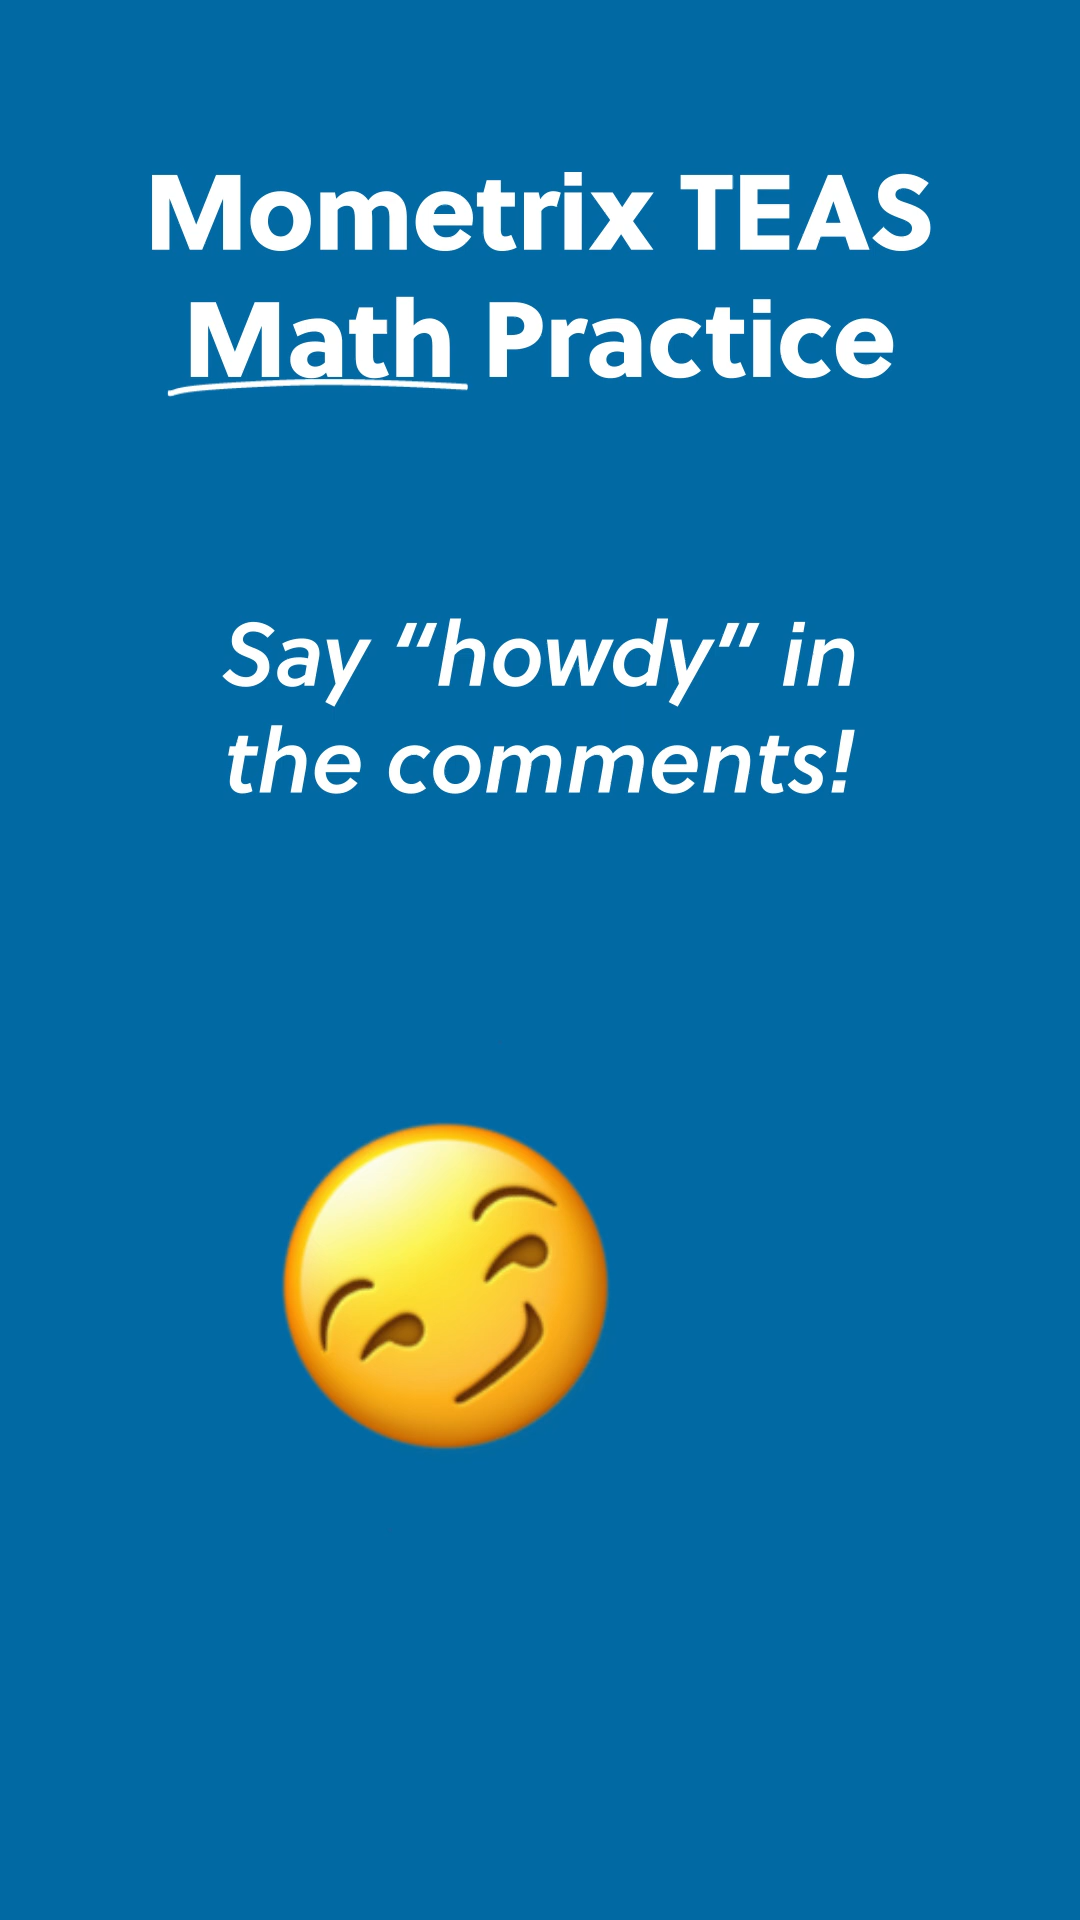 Mometrix TEAS
Math Practice
Say “howdy” in
the comments!